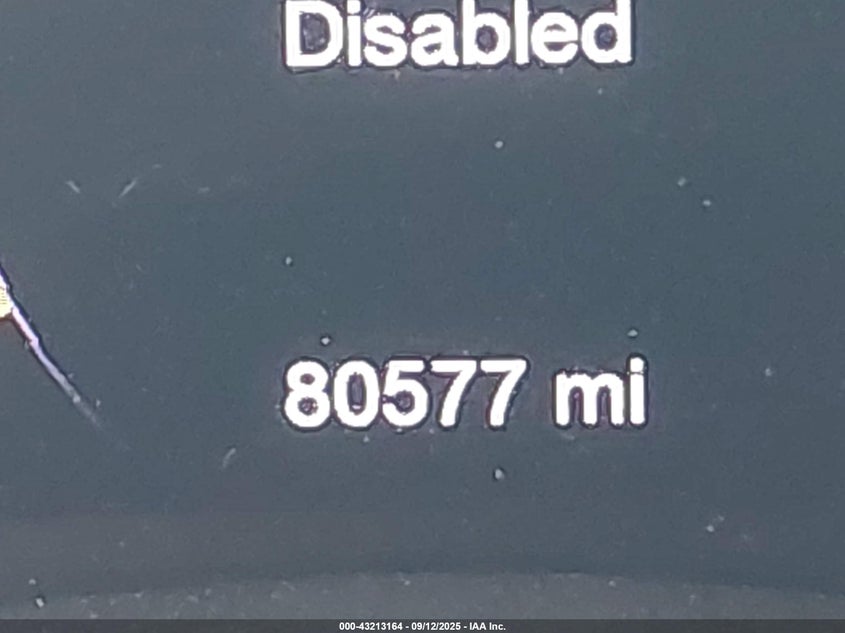 Disabled
80577 mi
000-43213164 - 09/12/2025 - IAA Inc.